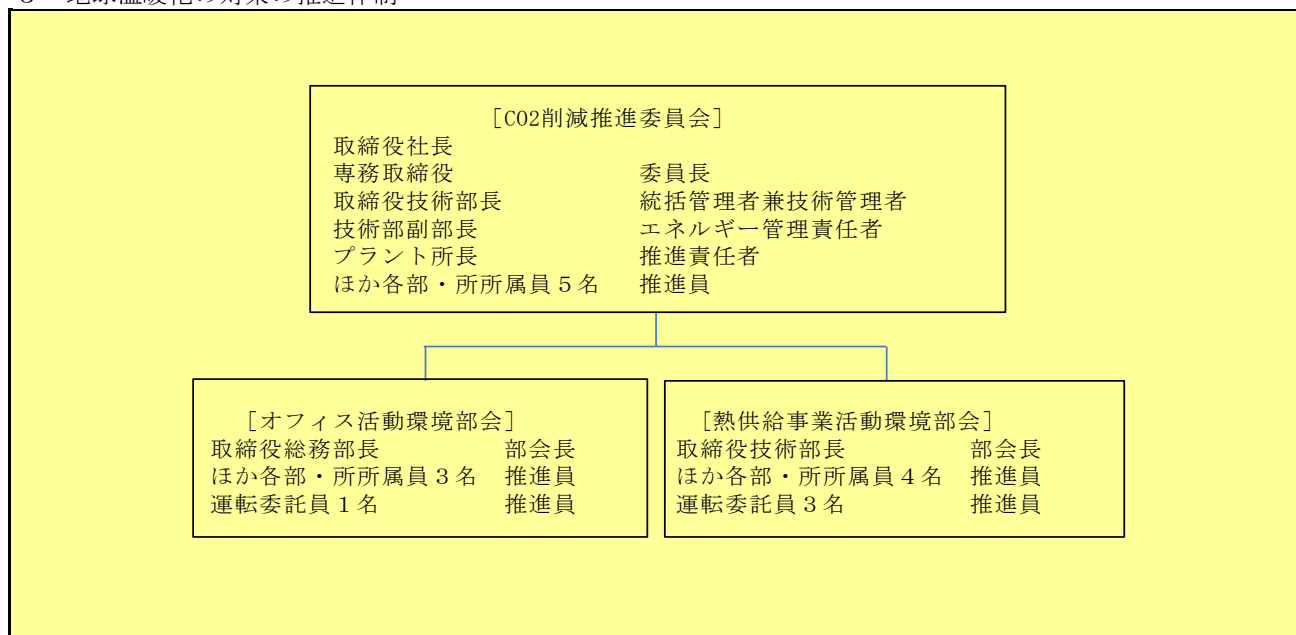 地球温暖化の対策の推進体制
[CO2削減推進委員会]
取締役社長
専務取締役 委員長
取締役技術部長 統括管理者兼技術管理者
技術部副部長 エネルギー管理責任者
プラント所長 推進責任者
ほか各部・所所属員５名 推進員
[オフィス活動環境部会]
取締役総務部長 部会長
ほか各部・所所属員３名 推進員
運転委託員１名 推進員
[熱供給事業活動環境部会]
取締役技術部長 部会長
ほか各部・所所属員４名 推進員
運転委託員３名 推進員